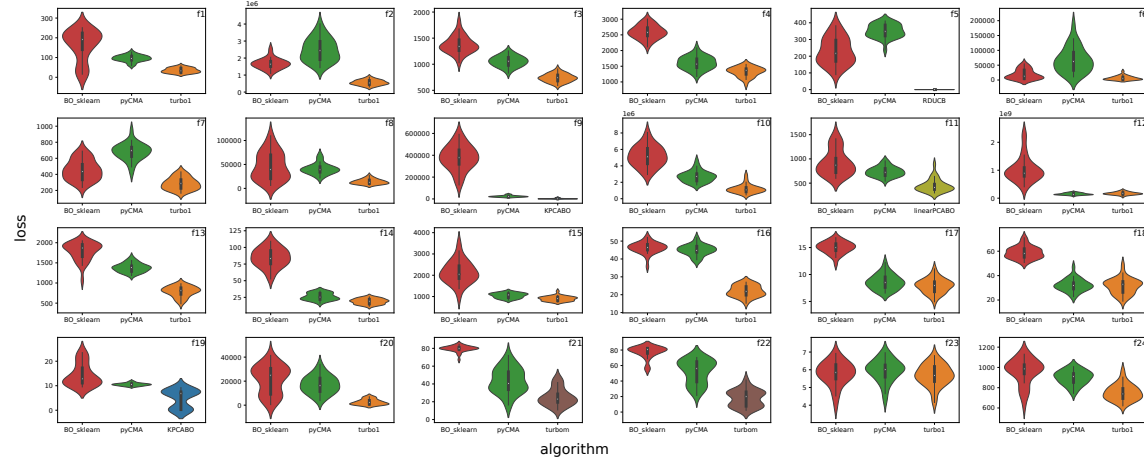 f1 f2 f3 f4 f5 f6
1e6
300 200 100 0
4 3 2 1 0
2000 1500 1000 500
3000 2500 2000 1500 1000
400 300 200 100 0
200000 150000 100000 50000 0
BO_sklearn pyCMA turbo1 BO_sklearn pyCMA turbo1 BO_sklearn pyCMA turbo1 BO_sklearn pyCMA turbo1 BO_sklearn pyCMA RDUCB BO_sklearn pyCMA turbo1
f7 f8 f9 f10 f11 f12
1e6 1e9
1000 800 600 400 200
100000 50000 0
600000 400000 200000 0
8 6 4 2 0
1500 1000 500
2 1 0
BO_sklearn pyCMA turbo1 BO_sklearn pyCMA turbo1 BO_sklearn pyCMA KPCABO BO_sklearn pyCMA turbo1 BO_sklearn pyCMA linearPCABO BO_sklearn pyCMA turbo1
loss
f13 f14 f15 f16 f17 f18
2000 1500 1000 500
125 100 75 50 25
4000 3000 2000 1000
60 50 40 30 20 10
15 10 5
80 60 40 20 0
BO_sklearn pyCMA turbo1 BO_sklearn pyCMA turbo1 BO_sklearn pyCMA turbo1 BO_sklearn pyCMA turbo1 BO_sklearn pyCMA turbo1 BO_sklearn pyCMA turbo1
f19 f20 f21 f22 f23 f24
20 10 0
40000 20000 0
80 60 40 20 0
80 60 40 20 0
8 7 6 5 4
1200 1000 800 600
BO_sklearn pyCMA KPCABO BO_sklearn pyCMA turbo1 BO_sklearn pyCMA turbom BO_sklearn pyCMA turbom BO_sklearn pyCMA turbo1 BO_sklearn pyCMA turbo1
algorithm